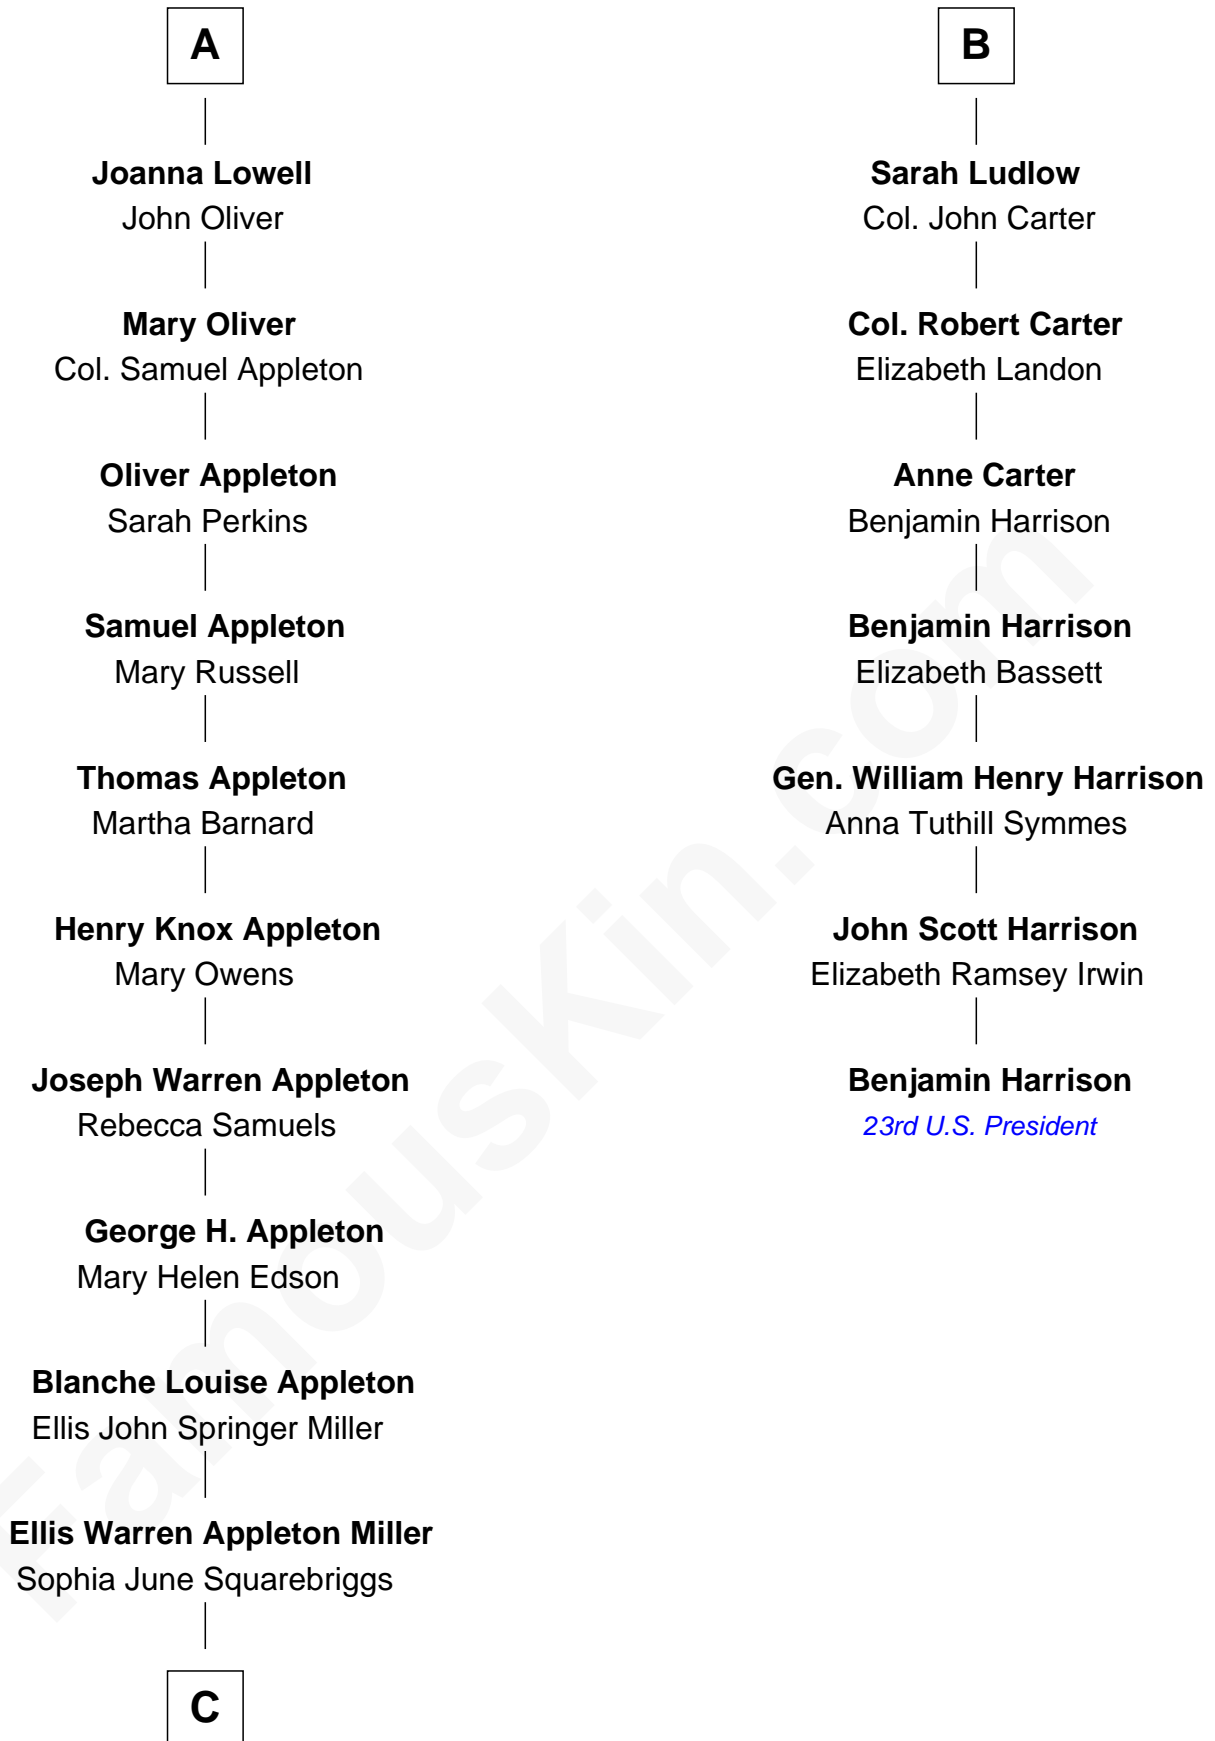 A
Joanna Lowell
John Oliver
Mary Oliver
Col. Samuel Appleton
Oliver Appleton
Sarah Perkins
Samuel Appleton
Mary Russell
Thomas Appleton
Martha Barnard
Henry Knox Appleton
Mary Owens
Joseph Warren Appleton
Rebecca Samuels
George H. Appleton
Mary Helen Edson
Blanche Louise Appleton
Ellis John Springer Miller
Ellis Warren Appleton Miller
Sophia June Squarebriggs
C
B
Sarah Ludlow
Col. John Carter
Col. Robert Carter
Elizabeth Landon
Anne Carter
Benjamin Harrison
Benjamin Harrison
Elizabeth Bassett
Gen. William Henry Harrison
Anna Tuthill Symmes
John Scott Harrison
Elizabeth Ramsey Irwin
Benjamin Harrison
23rd U.S. President
FamousKin.com